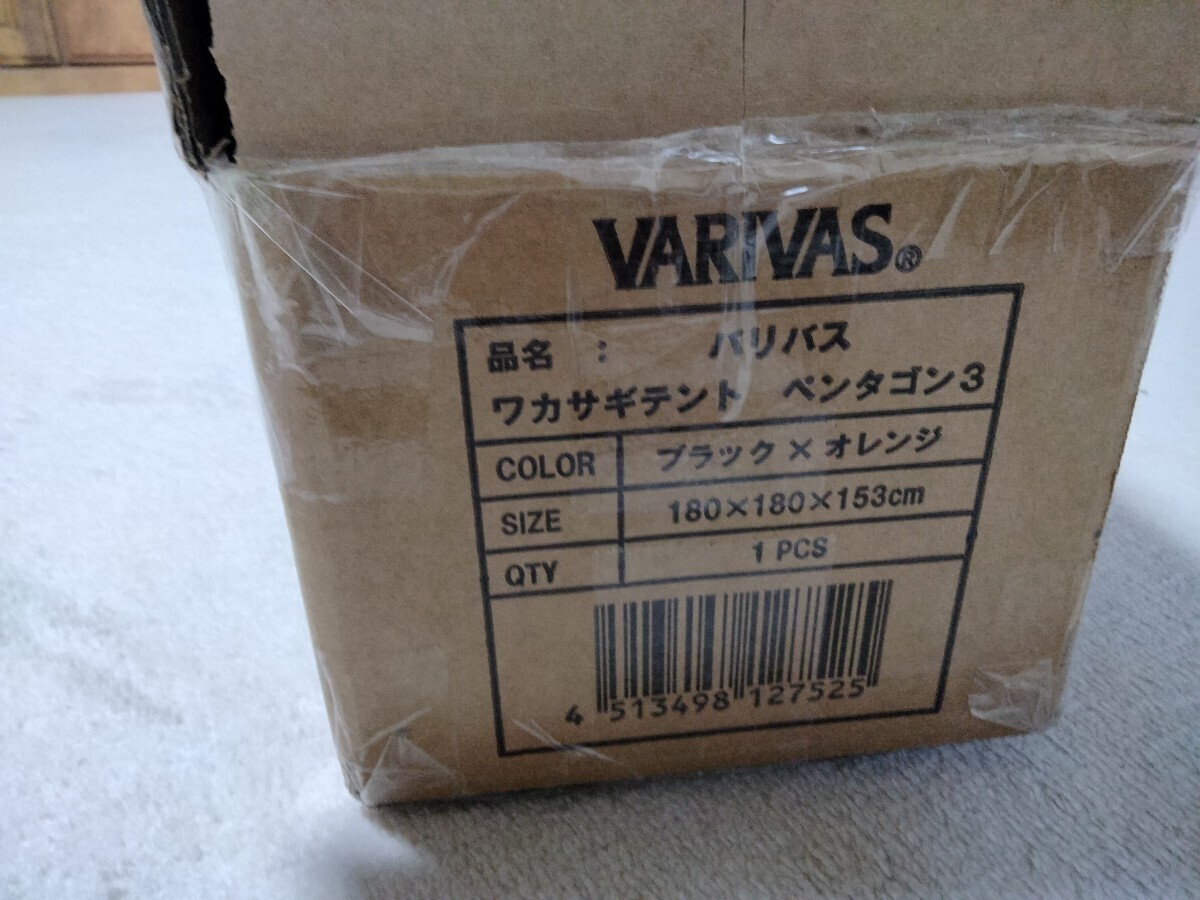 VARIVAS®
品名 : バリバス
ワカサギテント ペンタゴン3
COLOR ブラック×オレンジ
SIZE 180×180×153cm
QTY 1 PCS
4 513498 127525